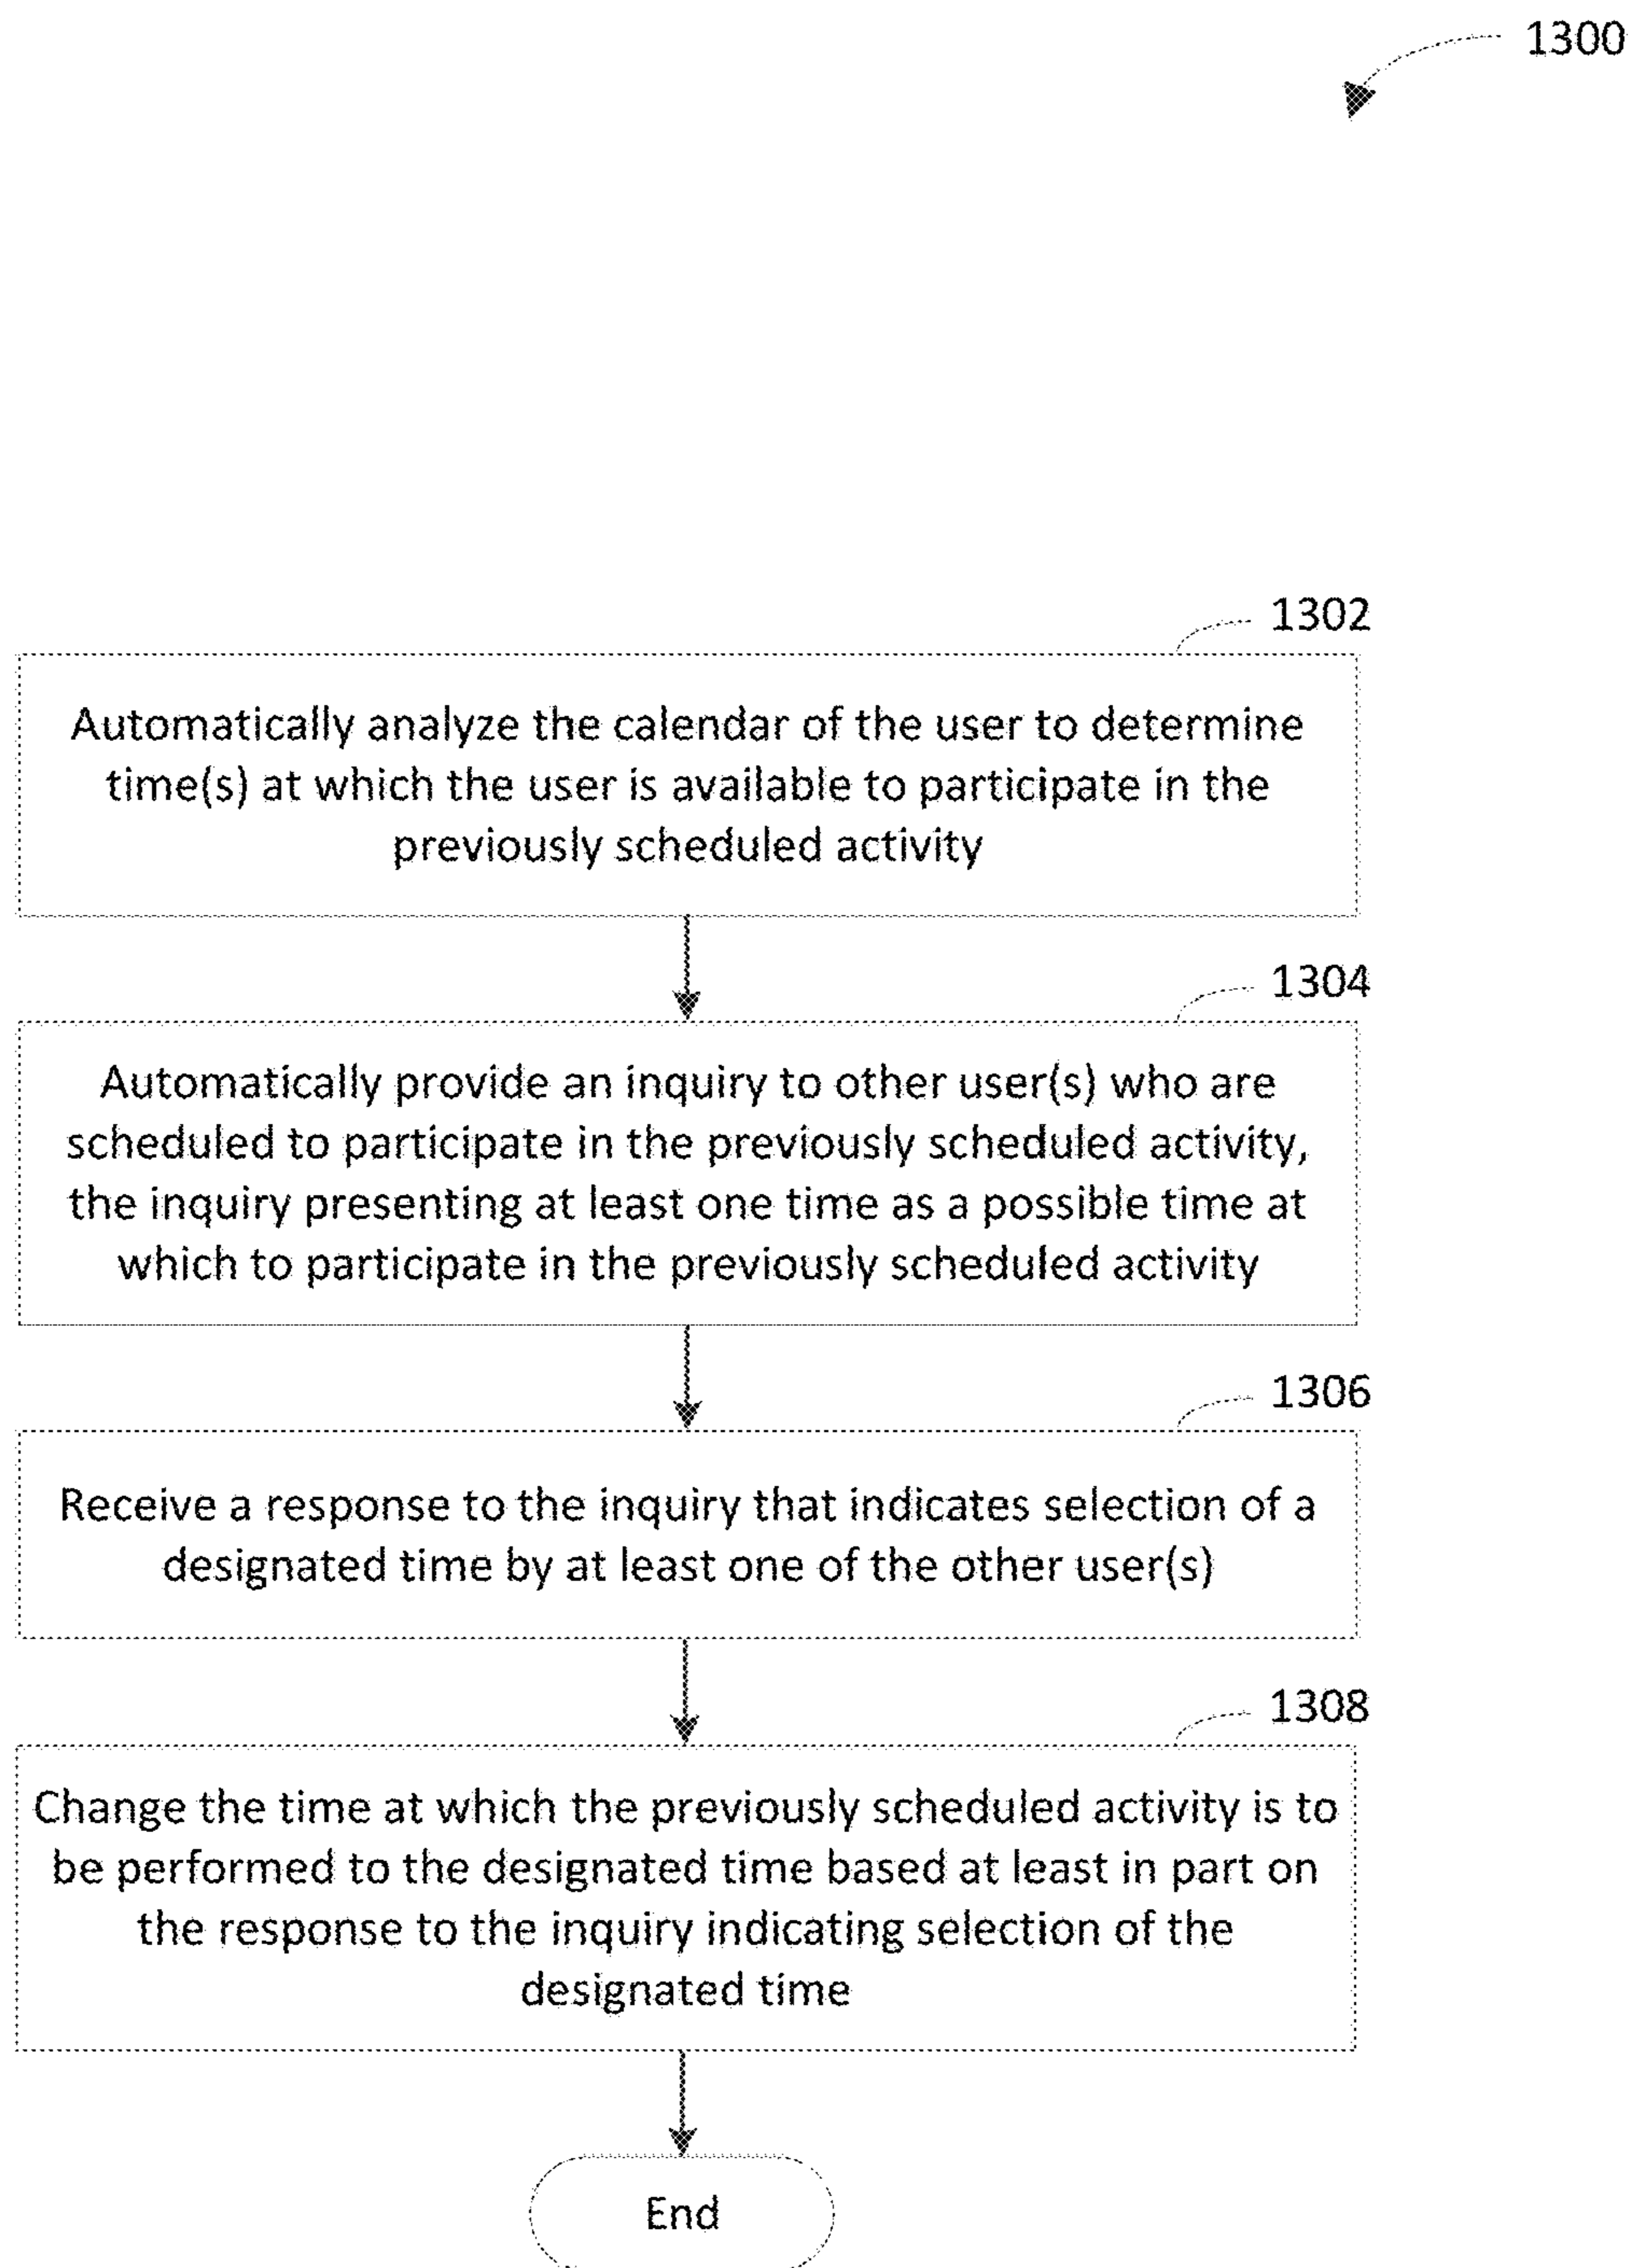 1300
1302
Automatically analyze the calendar of the user to determine
time(s) at which the user is available to participate in the
previously scheduled activity
1304
Automatically provide an inquiry to other user(s) who are
scheduled to participate in the previously scheduled activity,
the inquiry presenting at least one time as a possible time at
which to participate in the previously scheduled activity
1306
Receive a response to the inquiry that indicates selection of a
designated time by at least one of the other user(s)
1308
Change the time at which the previously scheduled activity is to
be performed to the designated time based at least in part on
the response to the inquiry indicating selection of the
designated time
End